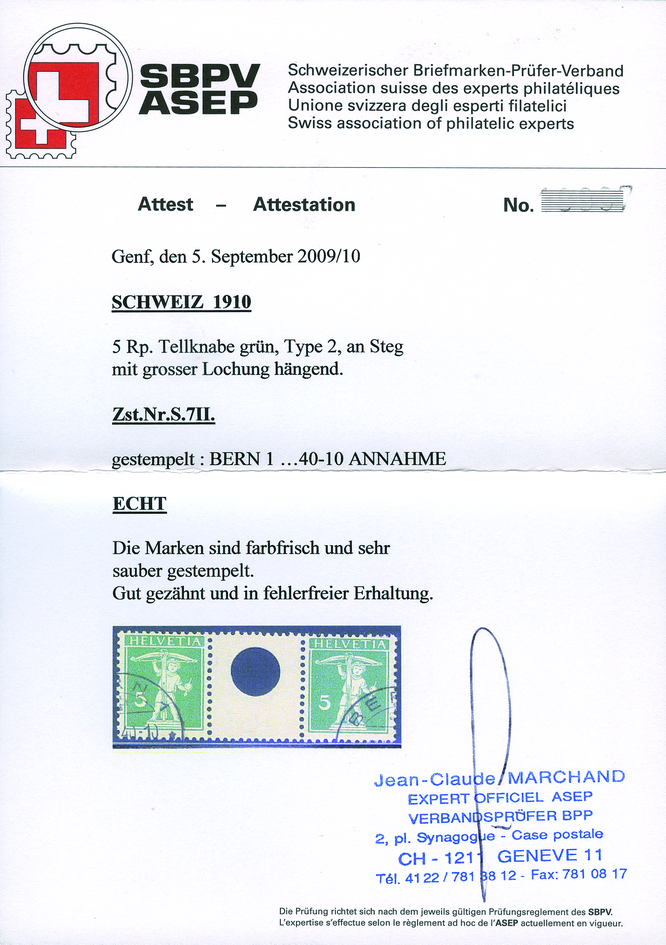 SBPV
ASEP
Schweizerischer Briefmarken-Prüfer-Verband
Association suisse des experts philatéliques
Unione svizzera degli esperti filatelici
Swiss association of philatelic experts
Attest – Attestation No.
Genf, den 5. September 2009/10
SCHWEIZ 1910
5 Rp. Tellknabe grün, Type 2, an Steg
mit grosser Lochung hängend.
Zst.Nr.S.7II.
gestempelt : BERN 1 ...40-10 ANNAHME
ECHT
Die Marken sind farbfrisch und sehr
sauber gestempelt.
Gut gezähnt und in fehlerfreier Erhaltung.
HELVETIA HELVETIA
5 5
Jean-Claude MARCHAND
EXPERT OFFICIEL ASEP
VERBANDSPRÜFER BPP
2, pl. Synagogue - Case postale
CH - 1211 GENEVE 11
Tél. 41 22 / 781 38 12 - Fax: 781 08 17
Die Prüfung richtet sich nach dem jeweils gültigen Prüfungsreglement des SBPV.
L'expertise s'effectue selon le règlement ad hoc de l'ASEP actuellement en vigueur.